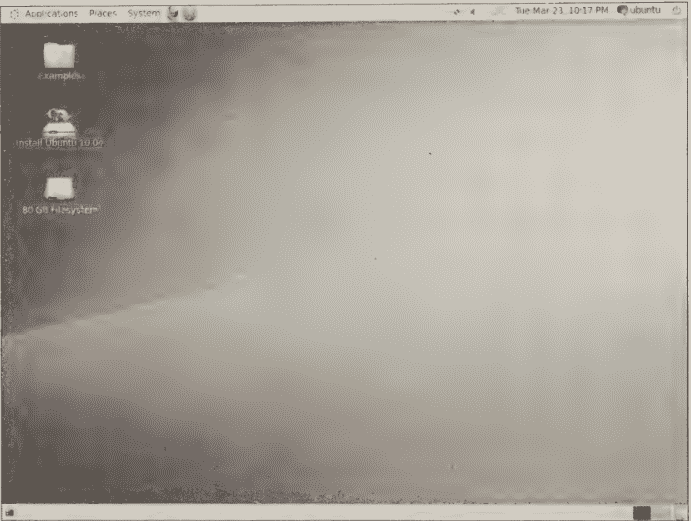 Applications Places System Tue Mar 23, 10:17 PM ubuntu
Examples
Install Ubuntu 10.04
80 GB Filesystem